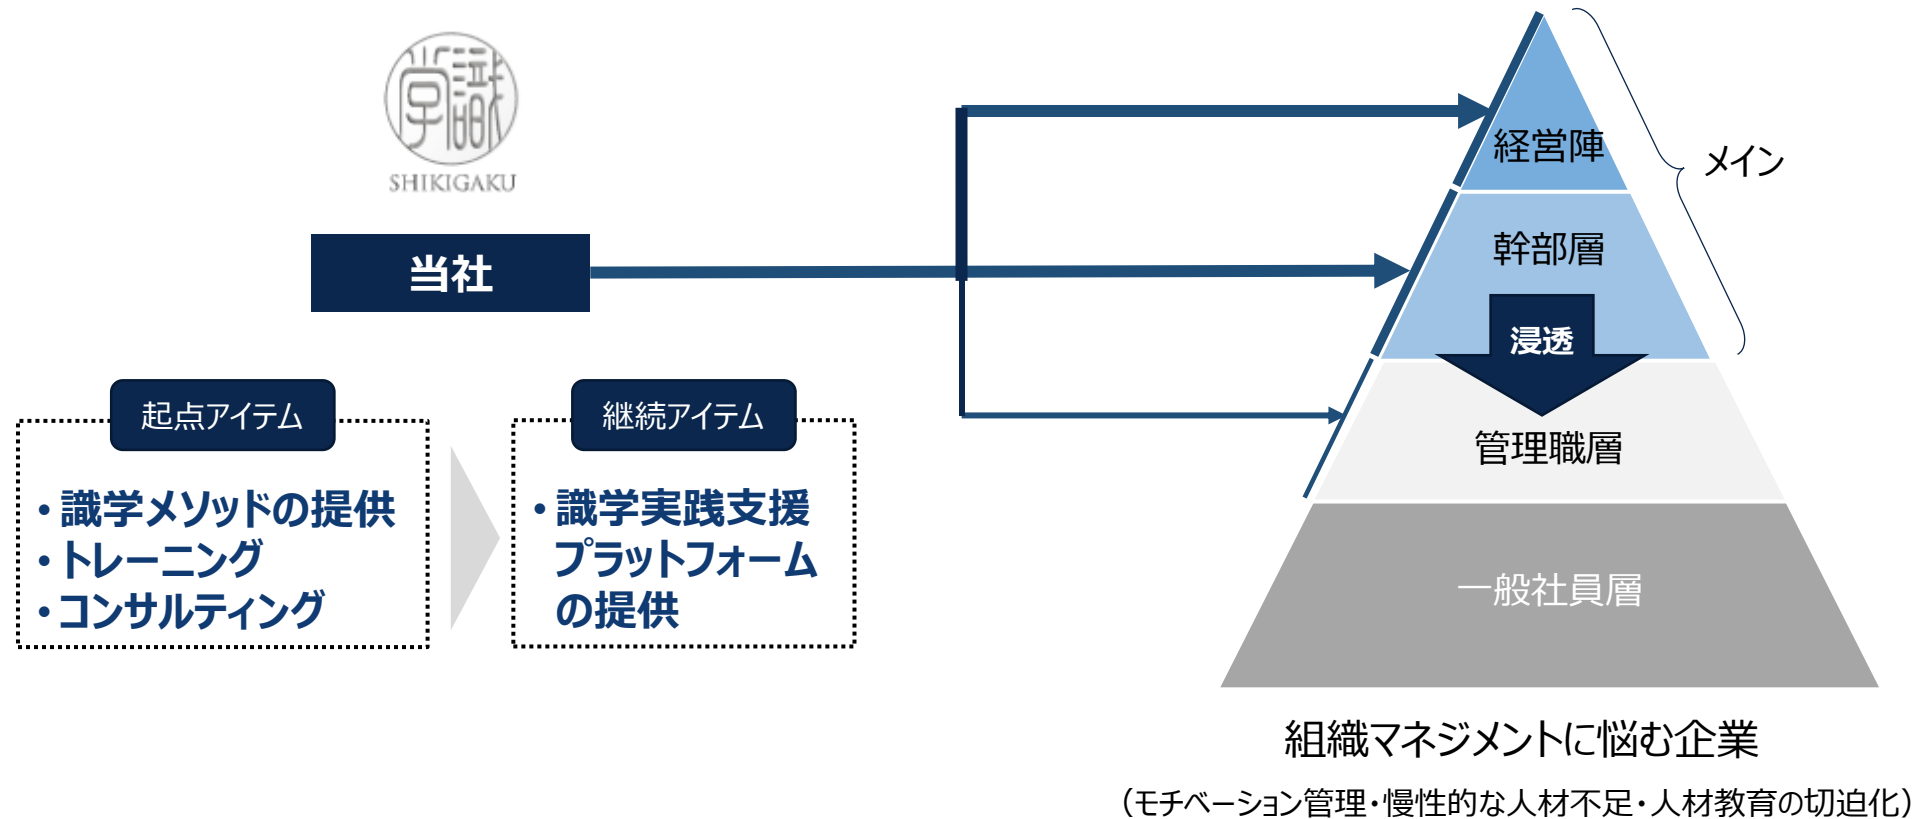 学識
SHIKIGAKU
当社
起点アイテム
・識学メソッドの提供
・トレーニング
・コンサルティング
継続アイテム
・識学実践支援
プラットフォーム
の提供
経営陣
メイン
幹部層
浸透
管理職層
一般社員層
組織マネジメントに悩む企業
（モチベーション管理・慢性的な人材不足・人材教育の切迫化）